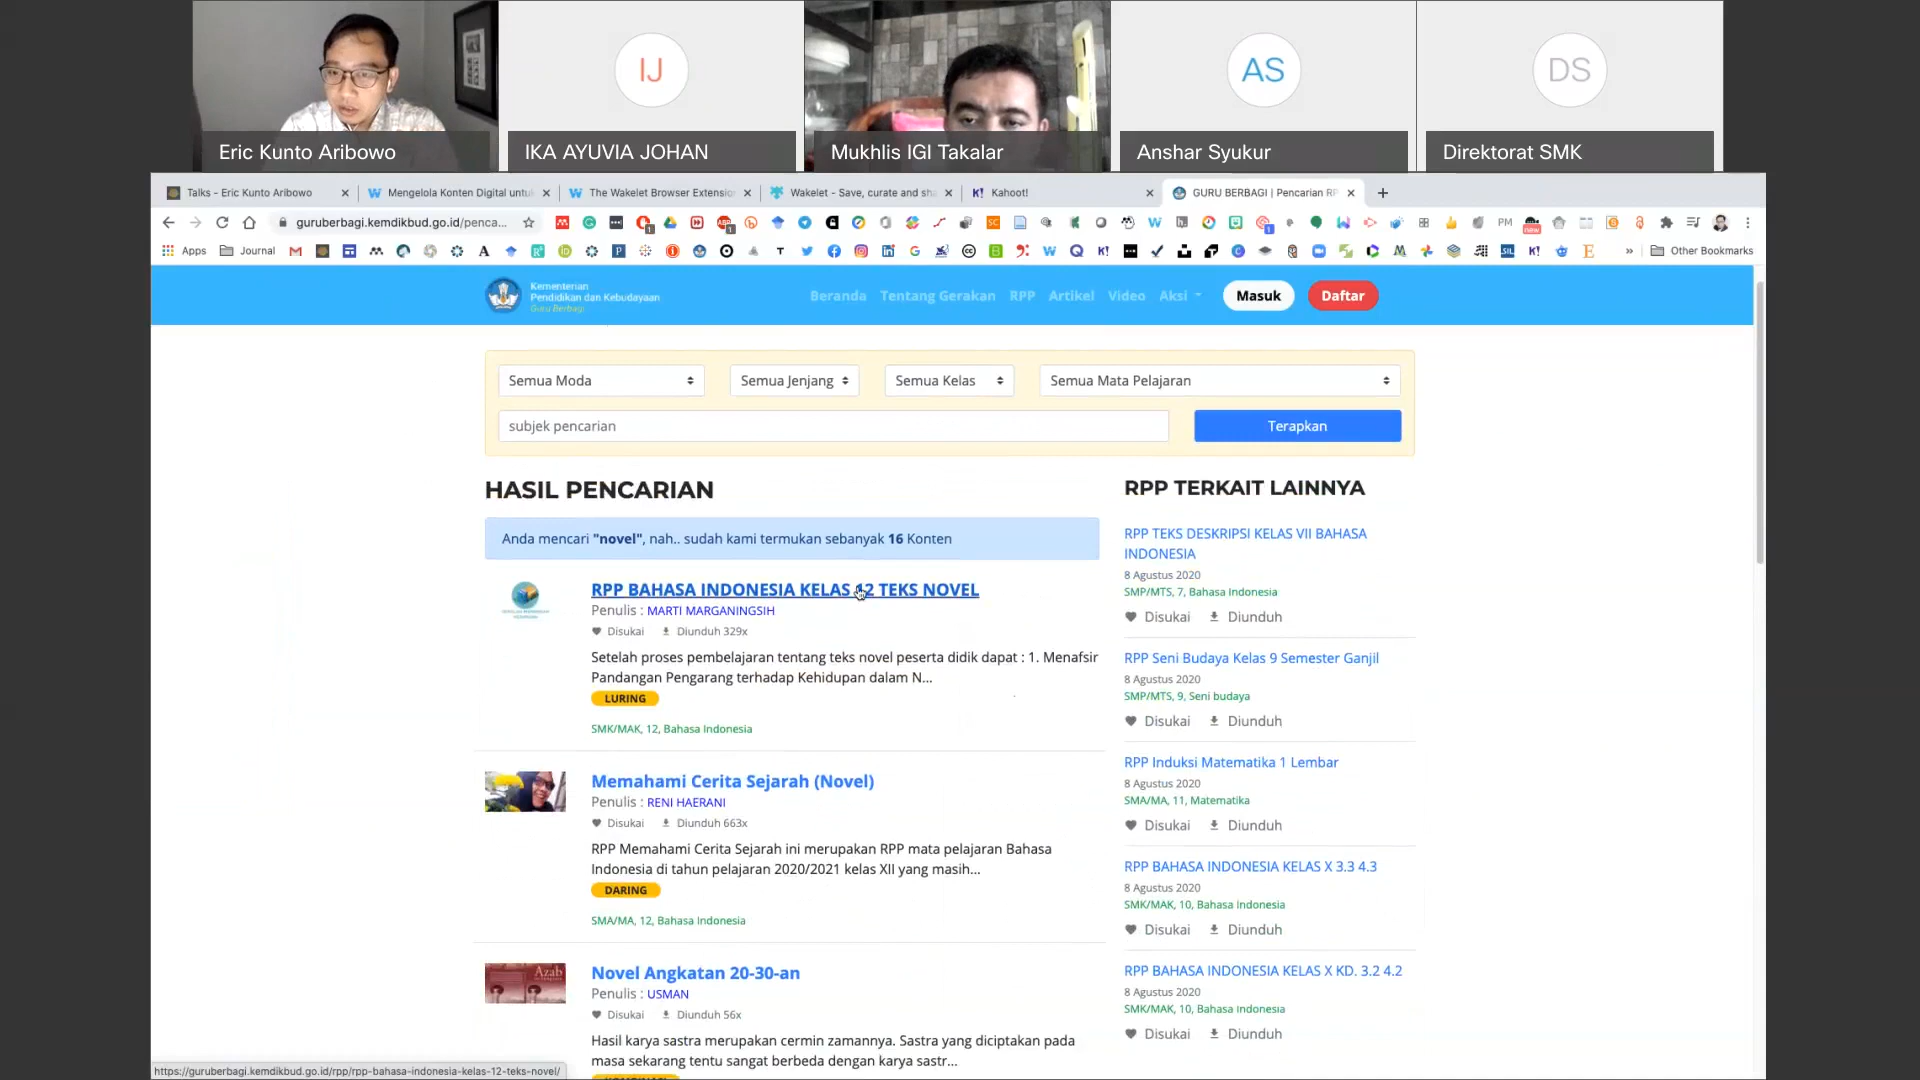 IJ
AS
DS
Eric Kunto Aribowo
IKA AYUVIA JOHAN
Mukhlis IGI Takalar
Anshar Syukur
Direktorat SMK
Talks - Eric Kunto Aribowo
Mengelola Konten Digital untu
The Wakelet Browser Extension
Wakelet - Save, curate and sha
Kahoot!
GURU BERBAGI | Pencarian RP
guruberbagi.kemdikbud.go.id/penca...
Apps
Journal
Other Bookmarks
Kementerian
Pendidikan dan Kebudayaan
Guru Berbagi
Beranda
Tentang Gerakan
RPP
Artikel
Video
Aksi
Masuk
Daftar
Semua Moda
Semua Jenjang
Semua Kelas
Semua Mata Pelajaran
subjek pencarian
Terapkan
HASIL PENCARIAN
Anda mencari "novel", nah.. sudah kami termukan sebanyak 16 Konten
RPP BAHASA INDONESIA KELAS 12 TEKS NOVEL
Penulis : MARTI MARGANINGSIH
Disukai Diunduh 329x
Setelah proses pembelajaran tentang teks novel peserta didik dapat : 1. Menafsir
Pandangan Pengarang terhadap Kehidupan dalam N...
LURING
SMK/MAK, 12, Bahasa Indonesia
Memahami Cerita Sejarah (Novel)
Penulis : RENI HAERANI
Disukai Diunduh 663x
RPP Memahami Cerita Sejarah ini merupakan RPP mata pelajaran Bahasa
Indonesia di tahun pelajaran 2020/2021 kelas XII yang masih...
DARING
SMA/MA, 12, Bahasa Indonesia
Azab
Novel Angkatan 20-30-an
Penulis : USMAN
Disukai Diunduh 56x
Hasil karya sastra merupakan cermin zamannya. Sastra yang diciptakan pada
masa sekarang tentu sangat berbeda dengan karya sastr...
RPP TERKAIT LAINNYA
RPP TEKS DESKRIPSI KELAS VII BAHASA
INDONESIA
8 Agustus 2020
SMP/MTS, 7, Bahasa Indonesia
Disukai Diunduh
RPP Seni Budaya Kelas 9 Semester Ganjil
8 Agustus 2020
SMP/MTS, 9, Seni budaya
Disukai Diunduh
RPP Induksi Matematika 1 Lembar
8 Agustus 2020
SMA/MA, 11, Matematika
Disukai Diunduh
RPP BAHASA INDONESIA KELAS X 3.3 4.3
8 Agustus 2020
SMK/MAK, 10, Bahasa Indonesia
Disukai Diunduh
RPP BAHASA INDONESIA KELAS X KD. 3.2 4.2
8 Agustus 2020
SMK/MAK, 10, Bahasa Indonesia
Disukai Diunduh
https://guruberbagi.kemdikbud.go.id/rpp/rpp-bahasa-indonesia-kelas-12-teks-novel/